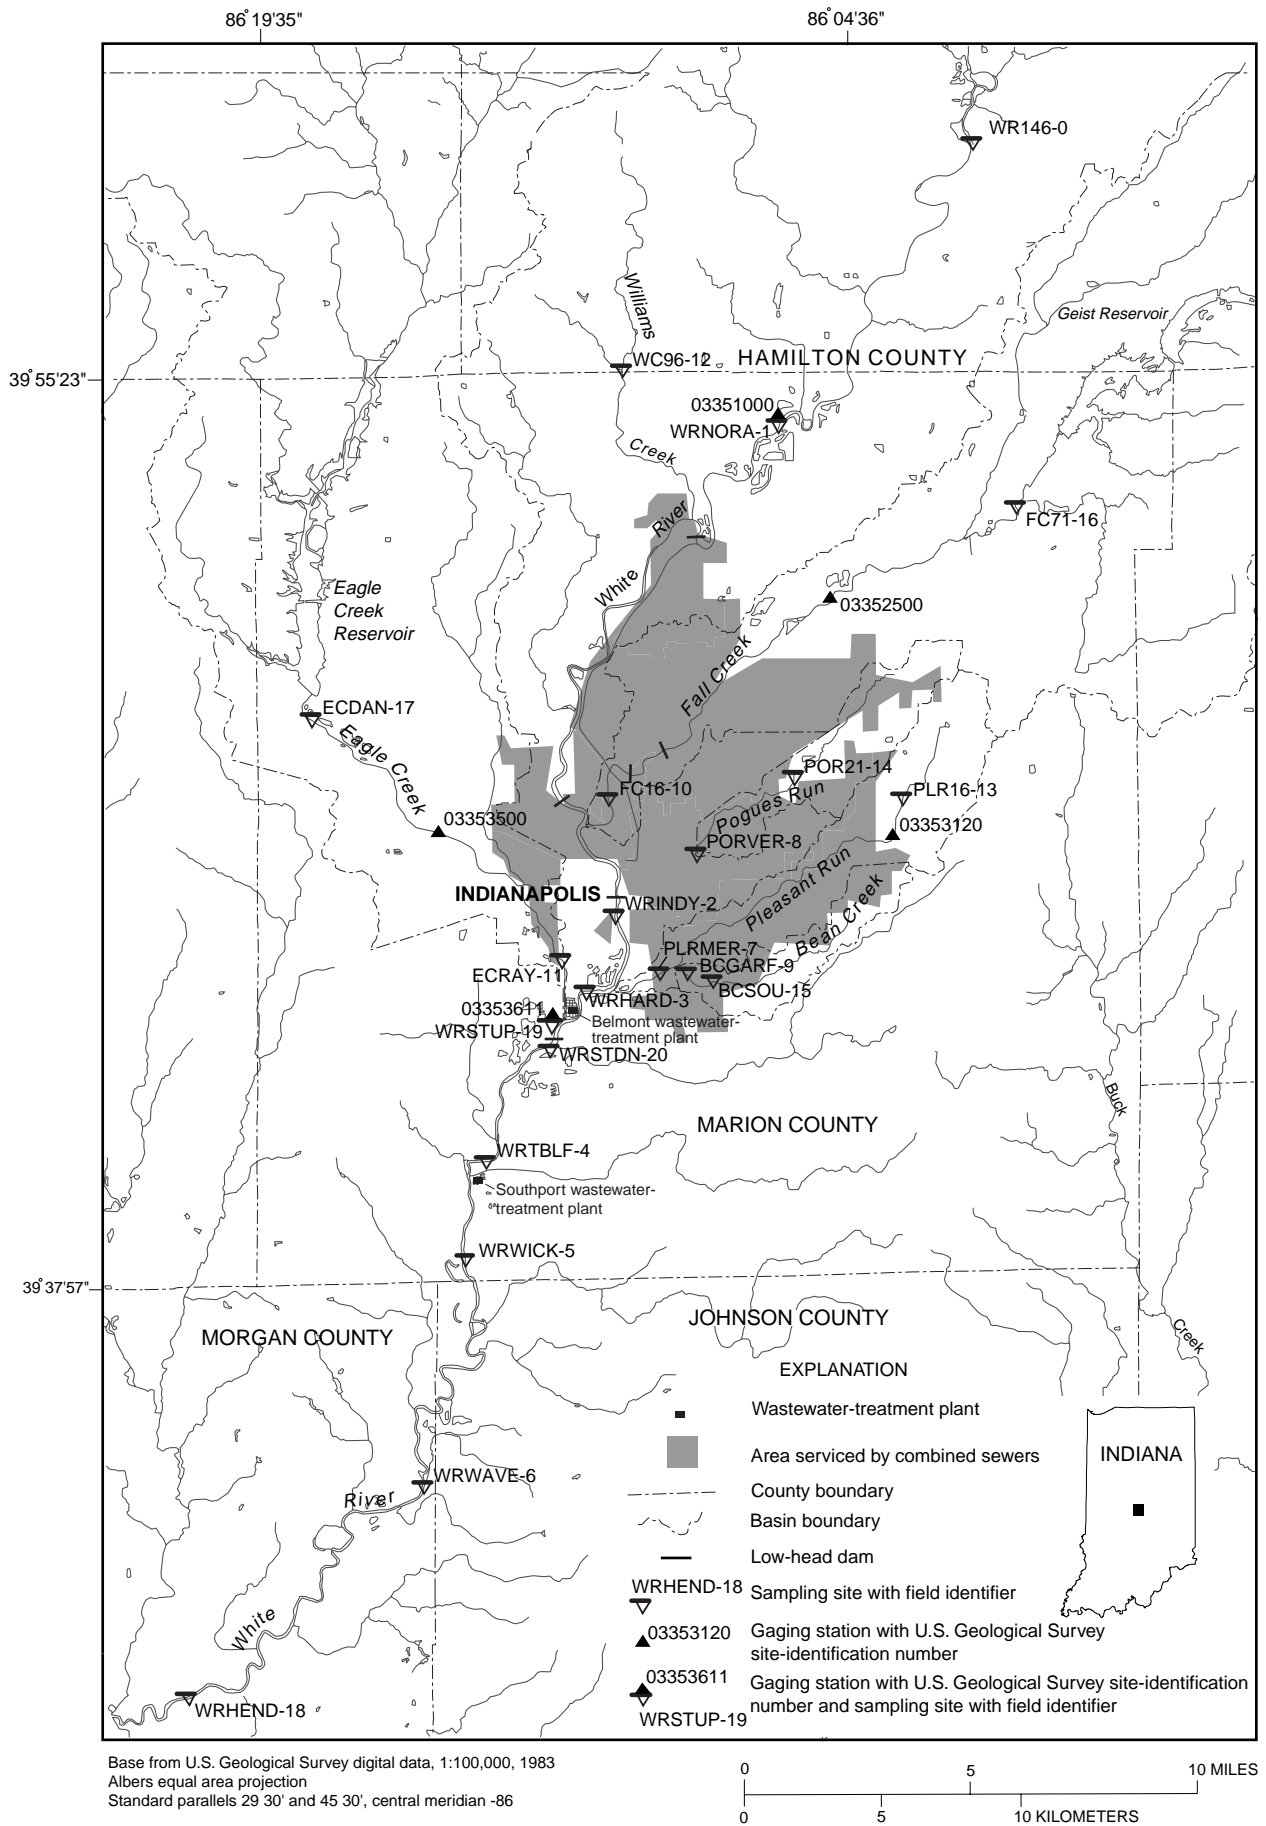 86°19'35"
86°04'36"
WR146-0
Geist Reservoir
Williams
WC96-12
HAMILTON COUNTY
39°55'23"
03351000
WRNORA-1
Creek
River
FC71-16
White
Eagle
Creek
Reservoir
03352500
Fall Creek
ECDAN-17
Eagle Creek
POR21-14
FC16-10
PLR16-13
Pogues Run
03353500
03353120
PORVER-8
Pleasant Run
INDIANAPOLIS
WRINDY-2
Bean Creek
PLRMER-7
BCGARF-9
ECRAY-11
BCSOU-15
WRHARD-3
03353611
Belmont wastewater-
treatment plant
WRSTUP-19
WRSTDN-20
Buck
MARION COUNTY
WRTBLF-4
Southport wastewater-
treatment plant
WRWICK-5
39°37'57"
MORGAN COUNTY
JOHNSON COUNTY
Creek
EXPLANATION
Wastewater-treatment plant
Area serviced by combined sewers
INDIANA
WRWAVE-6
County boundary
River
Basin boundary
Low-head dam
WRHEND-18
Sampling site with field identifier
White
03353120
Gaging station with U.S. Geological Survey
site-identification number
03353611
Gaging station with U.S. Geological Survey site-identification
number and sampling site with field identifier
WRSTUP-19
WRHEND-18
Base from U.S. Geological Survey digital data, 1:100,000, 1983
Albers equal area projection
Standard parallels 29 30' and 45 30', central meridian -86
0 5 10 MILES
0 5 10 KILOMETERS